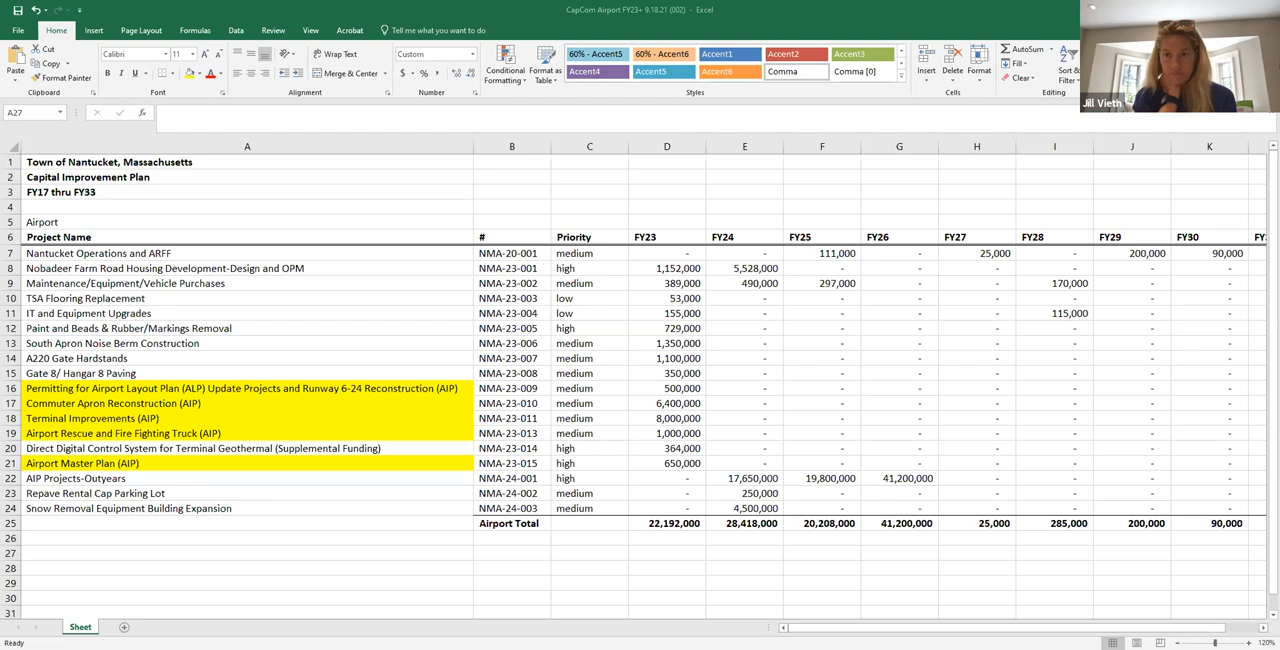 CapCom Airport FY23+ 9.18.21 (002) - Excel
File Home Insert Page Layout Formulas Data Review View Acrobat Tell me what you want to do
Paste Cut Copy Format Painter Clipboard
Calibri 11 B I U Font
Wrap Text Merge & Center Alignment
Custom $ % Number
Conditional Formatting Format as Table
60% - Accent5 60% - Accent6 Accent1 Accent2 Accent3
Accent4 Accent5 Accent6 Comma Comma [0]
Styles
Insert Delete Format Cells
AutoSum Fill Clear Sort & Filter Editing
Jill Vieth
A27 fx
A B C D E F G H I J K
1 Town of Nantucket, Massachusetts
2 Capital Improvement Plan
3 FY17 thru FY33
4
5 Airport
6 Project Name # Priority FY23 FY24 FY25 FY26 FY27 FY28 FY29 FY30
7 Nantucket Operations and ARFF NMA-20-001 medium - - 111,000 - 25,000 - 200,000 90,000
8 Nobadeer Farm Road Housing Development-Design and OPM NMA-23-001 high 1,152,000 5,528,000 - - - - - -
9 Maintenance/Equipment/Vehicle Purchases NMA-23-002 medium 389,000 490,000 297,000 - - 170,000 - -
10 TSA Flooring Replacement NMA-23-003 low 53,000 - - - - - - -
11 IT and Equipment Upgrades NMA-23-004 low 155,000 - - - - 115,000 - -
12 Paint and Beads & Rubber/Markings Removal NMA-23-005 high 729,000 - - - - - - -
13 South Apron Noise Berm Construction NMA-23-006 medium 1,350,000 - - - - - - -
14 A220 Gate Hardstands NMA-23-007 medium 1,100,000 - - - - - - -
15 Gate 8/ Hangar 8 Paving NMA-23-008 medium 350,000 - - - - - - -
16 Permitting for Airport Layout Plan (ALP) Update Projects and Runway 6-24 Reconstruction (AIP) NMA-23-009 medium 500,000 - - - - - - -
17 Commuter Apron Reconstruction (AIP) NMA-23-010 medium 6,400,000 - - - - - - -
18 Terminal Improvements (AIP) NMA-23-011 medium 8,000,000 - - - - - - -
19 Airport Rescue and Fire Fighting Truck (AIP) NMA-23-013 medium 1,000,000 - - - - - - -
20 Direct Digital Control System for Terminal Geothermal (Supplemental Funding) NMA-23-014 high 364,000 - - - - - - -
21 Airport Master Plan (AIP) NMA-23-015 high 650,000 - - - - - - -
22 AIP Projects-Outyears NMA-24-001 high - 17,650,000 19,800,000 41,200,000 - - - -
23 Repave Rental Cap Parking Lot NMA-24-002 medium - 250,000 - - - - - -
24 Snow Removal Equipment Building Expansion NMA-24-003 medium - 4,500,000 - - - - - -
25 Airport Total 22,192,000 28,418,000 20,208,000 41,200,000 25,000 285,000 200,000 90,000
26
27
28
29
30
31
Sheet
Ready 120%